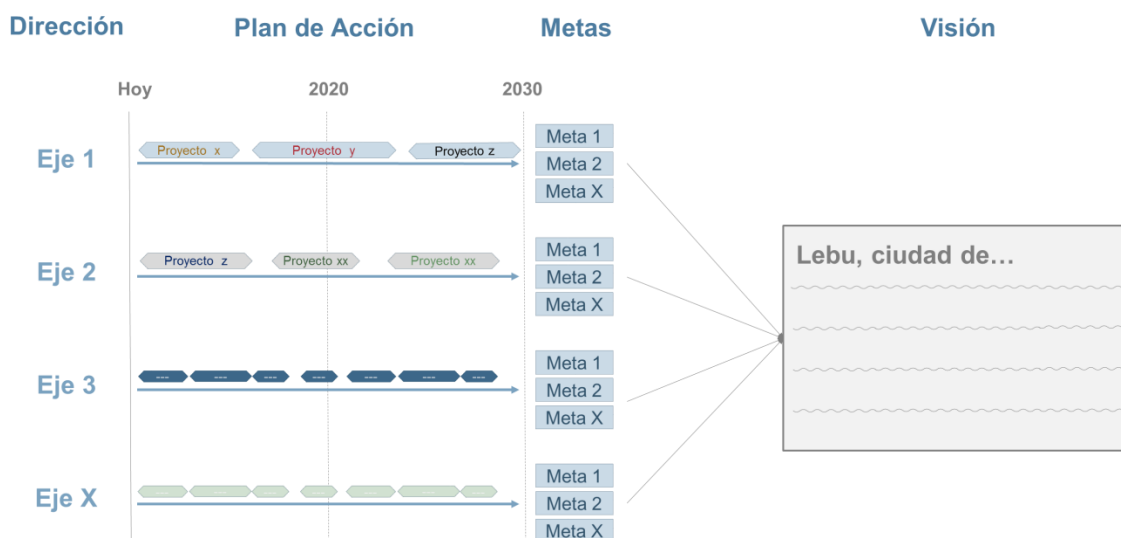 Dirección
Plan de Acción
Metas
Visión
Hoy
2020
2030
Eje 1
Proyecto x
Proyecto y
Proyecto z
Meta 1
Meta 2
Meta X
Eje 2
Proyecto z
Proyecto xx
Proyecto xx
Meta 1
Meta 2
Meta X
Lebu, ciudad de…
Eje 3
---
---
---
---
---
---
---
Meta 1
Meta 2
Meta X
Eje X
---
---
---
---
---
---
---
Meta 1
Meta 2
Meta X